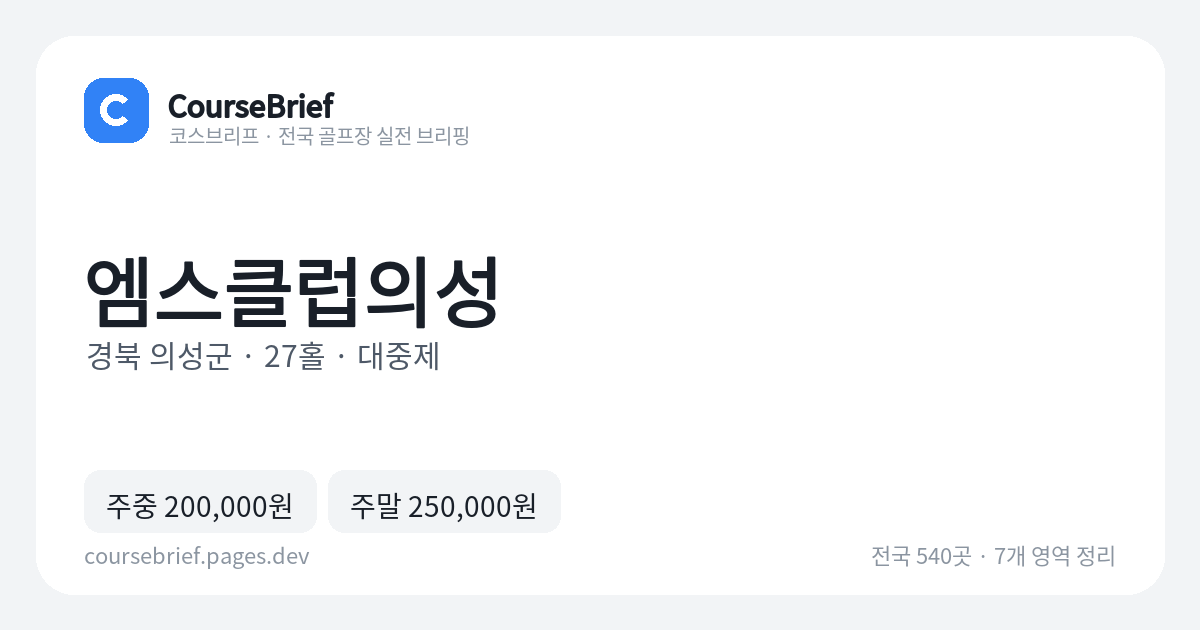 C
CourseBrief
코스브리프 · 전국 골프장 실전 브리핑
엠스클럽의성
경북 의성군 · 27홀 · 대중제
주중 200,000원
주말 250,000원
coursebrief.pages.dev
전국 540곳 · 7개 영역 정리